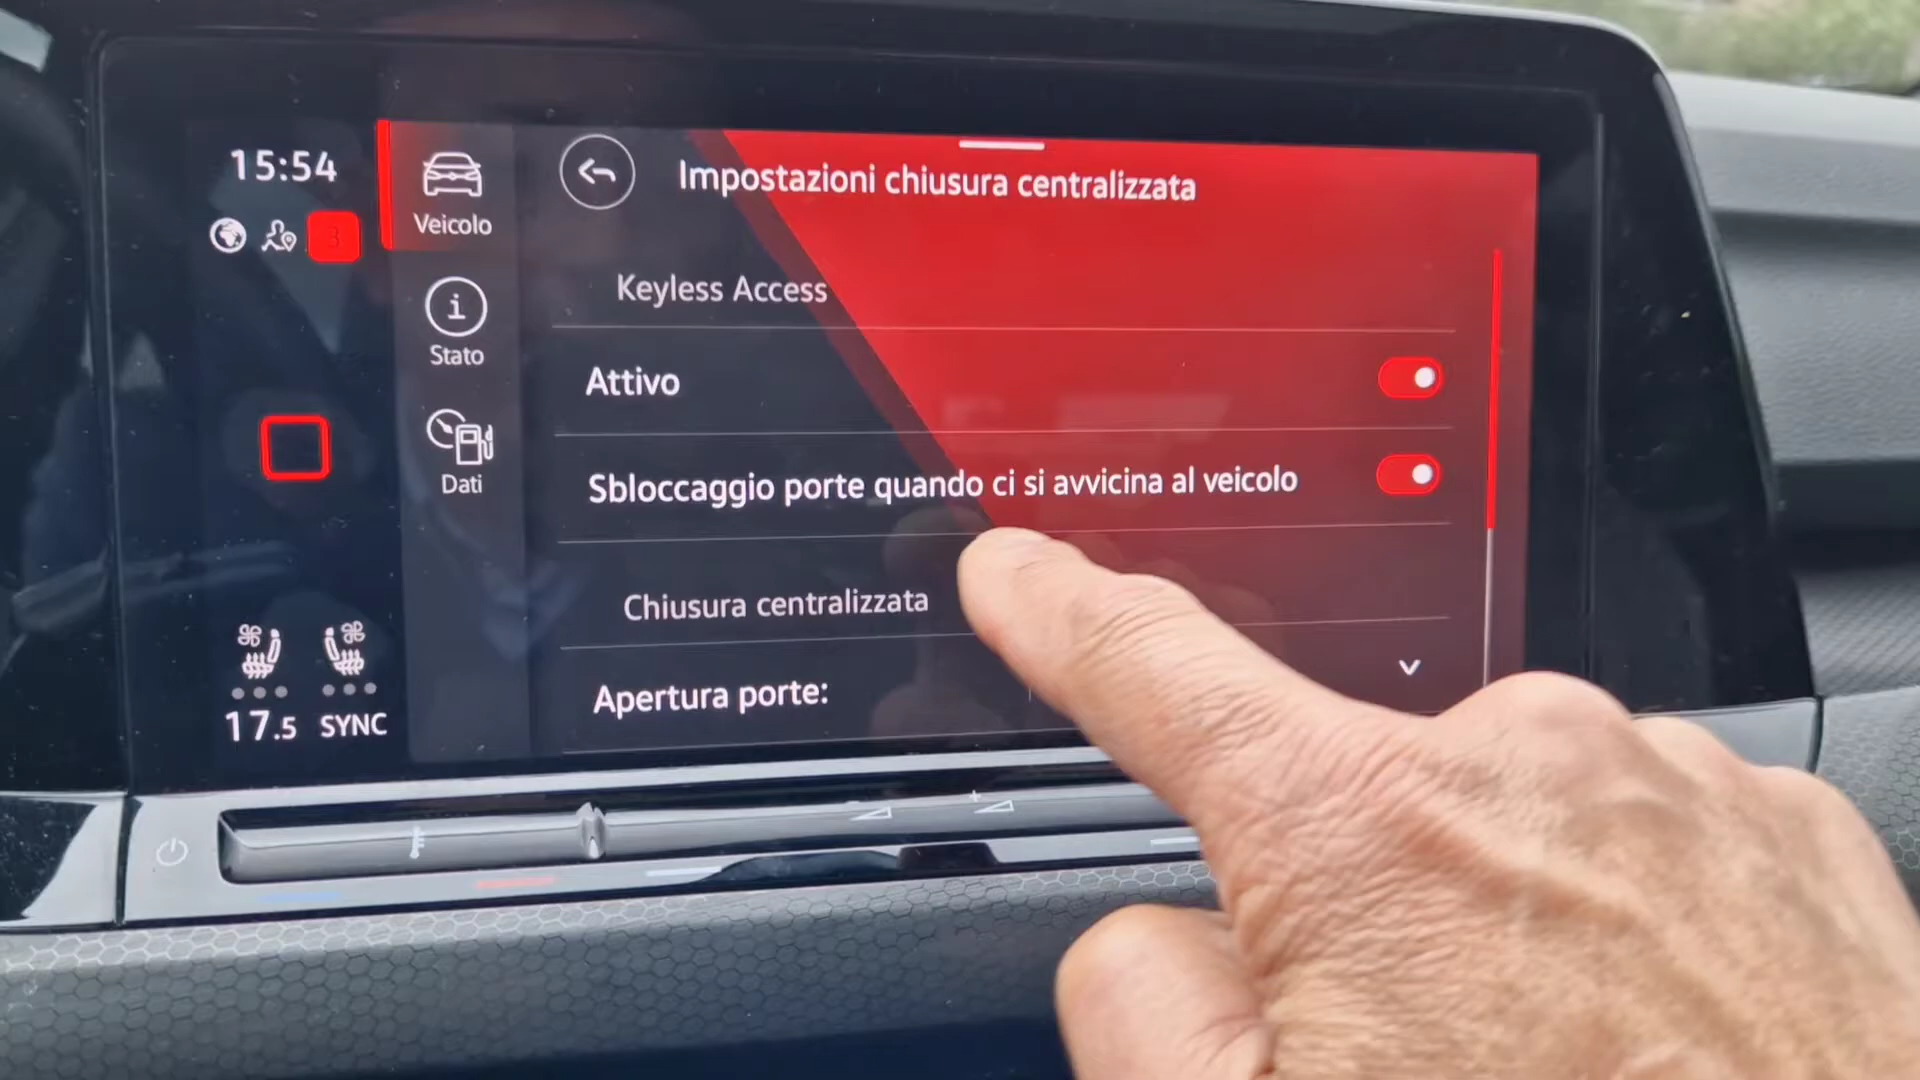 15:54
3
Veicolo
Stato
Dati
17.5 SYNC
Impostazioni chiusura centralizzata
Keyless Access
Attivo
Sbloccaggio porte quando ci si avvicina al veicolo
Chiusura centralizzata
Apertura porte: